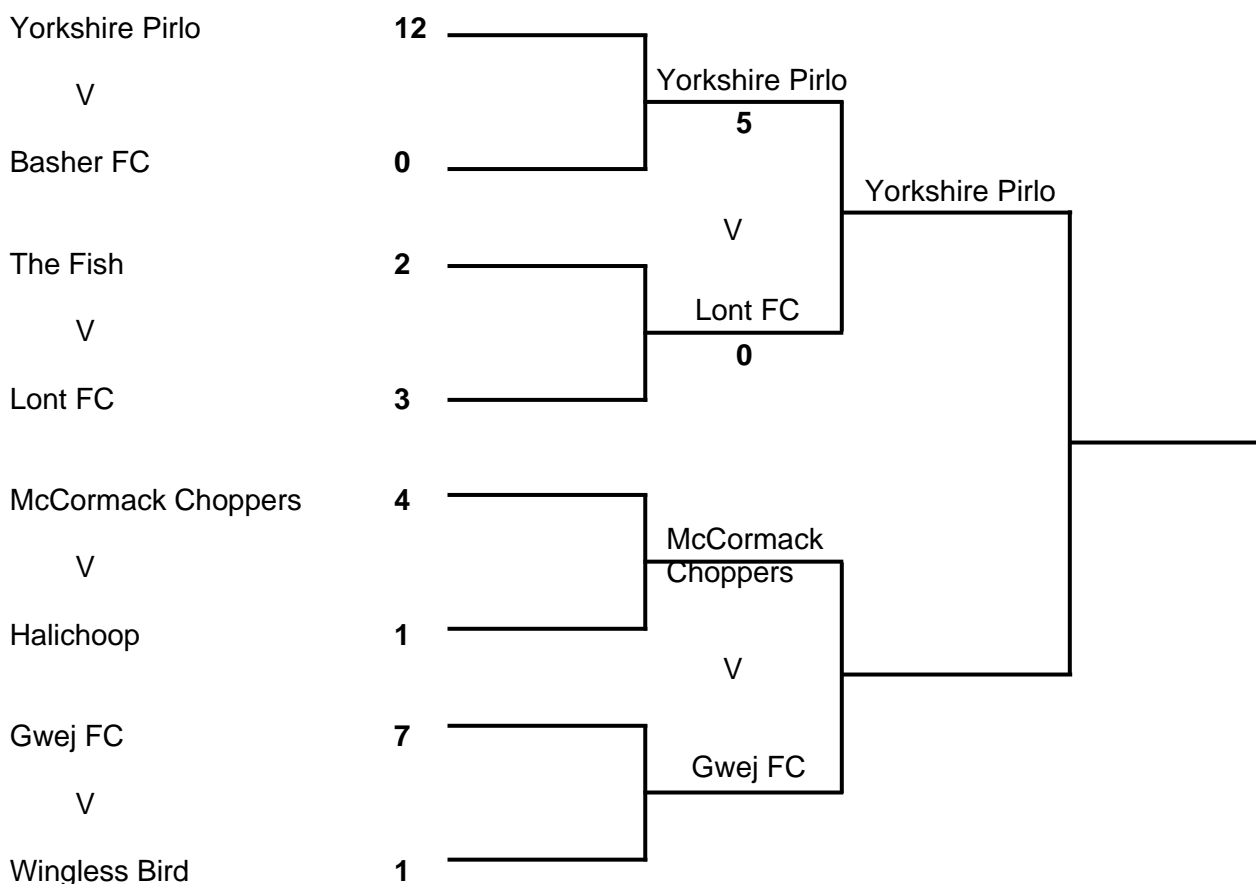 Yorkshire Pirlo 12
V
Basher FC 0
The Fish 2
V
Lont FC 3
McCormack Choppers 4
V
Halichoop 1
Gwej FC 7
V
Wingless Bird 1
Yorkshire Pirlo
5
V
Lont FC
0
McCormack
Choppers
V
Gwej FC
Yorkshire Pirlo